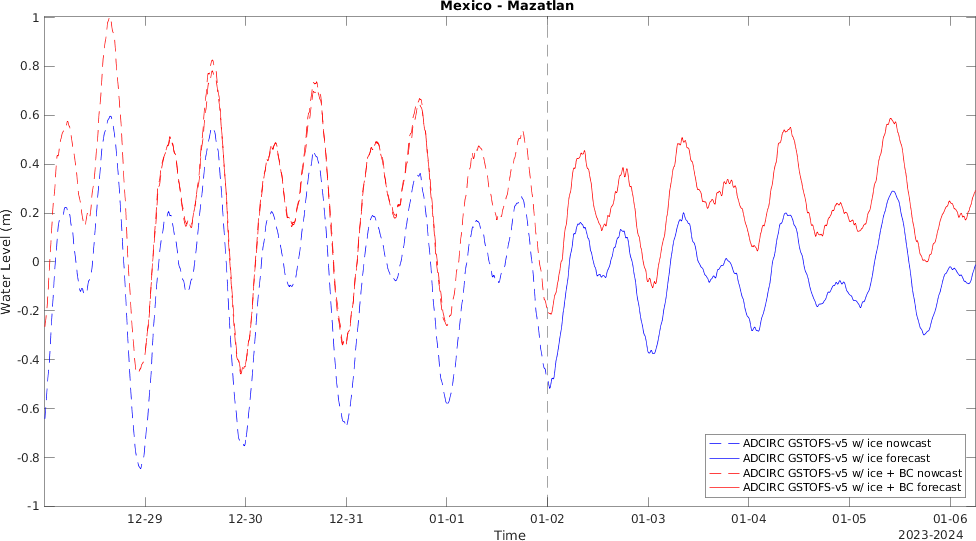 Mexico - Mazatlan
1
0.8
0.6
0.4
0.2
0
-0.2
-0.4
-0.6
-0.8
-1
Water Level (m)
ADCIRC GSTOFS-v5 w/ ice nowcast
ADCIRC GSTOFS-v5 w/ ice forecast
ADCIRC GSTOFS-v5 w/ ice + BC nowcast
ADCIRC GSTOFS-v5 w/ ice + BC forecast
12-29 12-30 12-31 01-01 01-02 01-03 01-04 01-05 01-06
Time
2023-2024